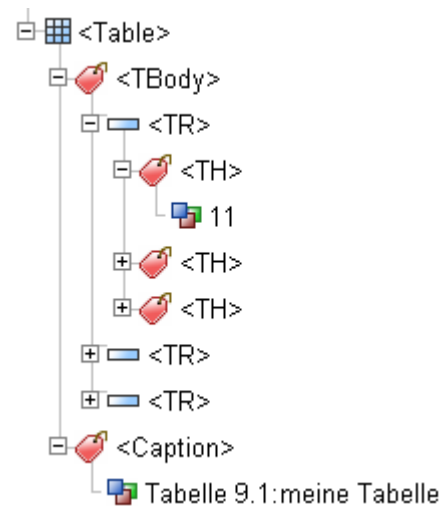 <Table>
<TBody>
<TR>
<TH>
11
<TH>
<TH>
<TR>
<TR>
<Caption>
Tabelle 9.1:meine Tabelle